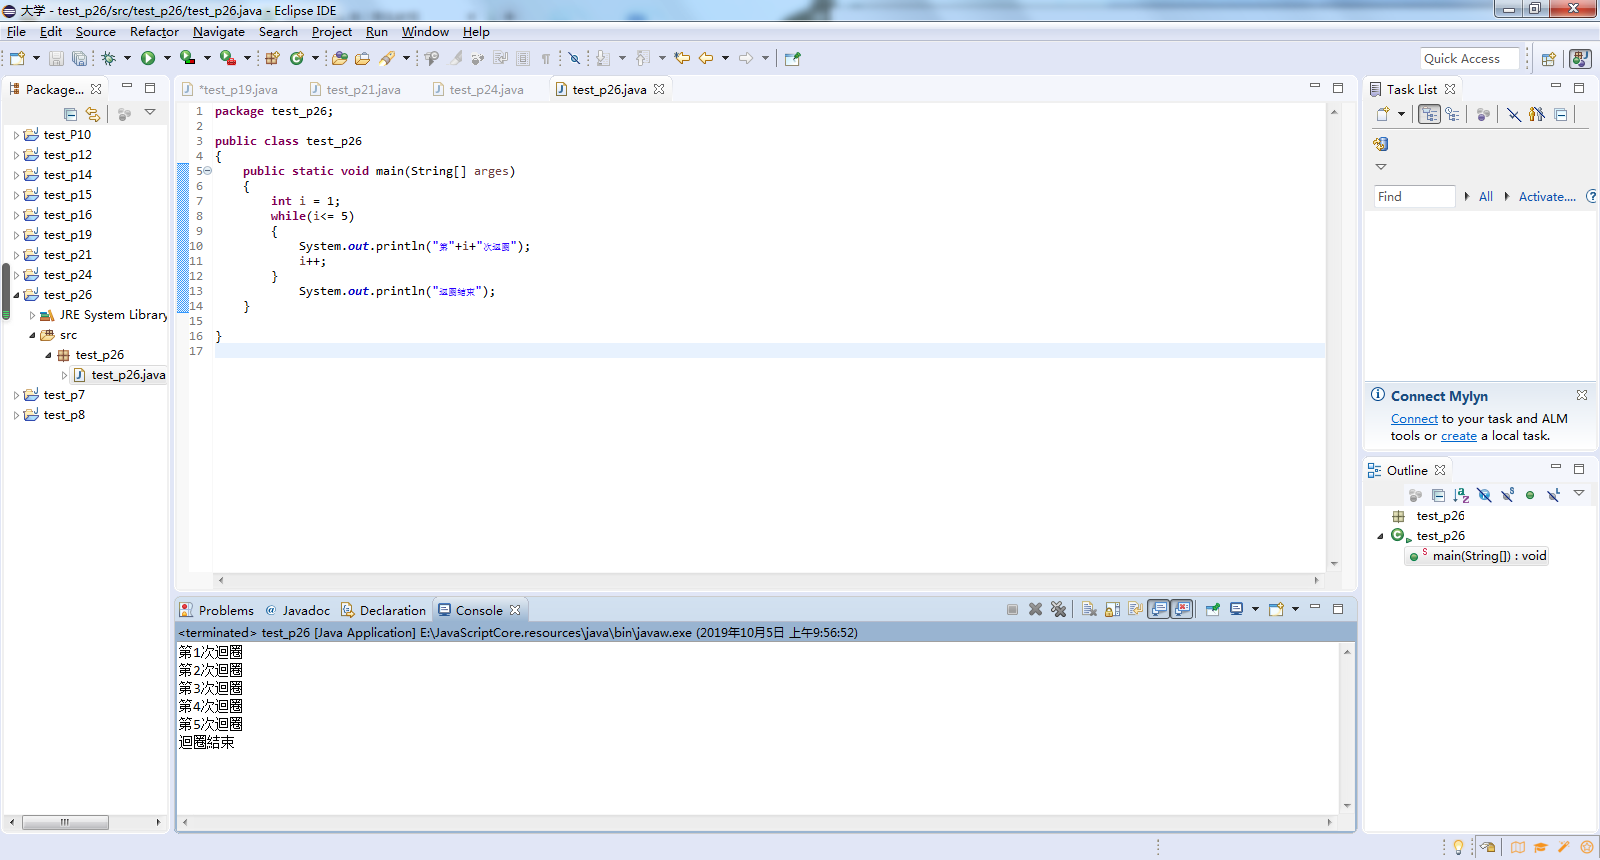 大学 - test_p26/src/test_p26/test_p26.java - Eclipse IDE
File Edit Source Refactor Navigate Search Project Run Window Help
Quick Access
Package...
test_P10
test_p12
test_p14
test_p15
test_p16
test_p19
test_p21
test_p24
test_p26
JRE System Library
src
test_p26
test_p26.java
test_p7
test_p8
*test_p19.java test_p21.java test_p24.java test_p26.java
1 package test_p26;
2
3 public class test_p26
4 {
5 public static void main(String[] arges)
6 {
7 int i = 1;
8 while(i<= 5)
9 {
10 System.out.println("第"+i+"次迴圈");
11 i++;
12 }
13 System.out.println("迴圈結束");
14 }
15
16 }
17
Problems @ Javadoc Declaration Console
<terminated> test_p26 [Java Application] E:\JavaScriptCore.resources\java\bin\javaw.exe (2019年10月5日 上午9:56:52)
第1次迴圈
第2次迴圈
第3次迴圈
第4次迴圈
第5次迴圈
迴圈結束
Task List
Find All Activate....
Connect Mylyn
Connect to your task and ALM
tools or create a local task.
Outline
test_p26
test_p26
main(String[]) : void